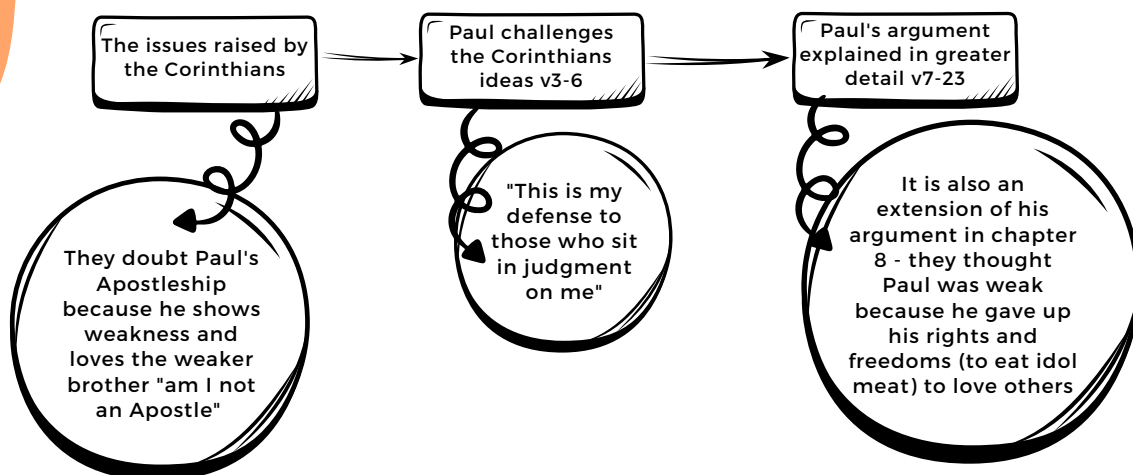 The issues raised by
the Corinthians
Paul challenges
the Corinthians
ideas v3-6
Paul's argument
explained in greater
detail v7-23
They doubt Paul's
Apostleship
because he shows
weakness and
loves the weaker
brother "am I not
an Apostle"
"This is my
defense to
those who sit
in judgment
on me"
It is also an
extension of his
argument in chapter
8 - they thought
Paul was weak
because he gave up
his rights and
freedoms (to eat idol
meat) to love others